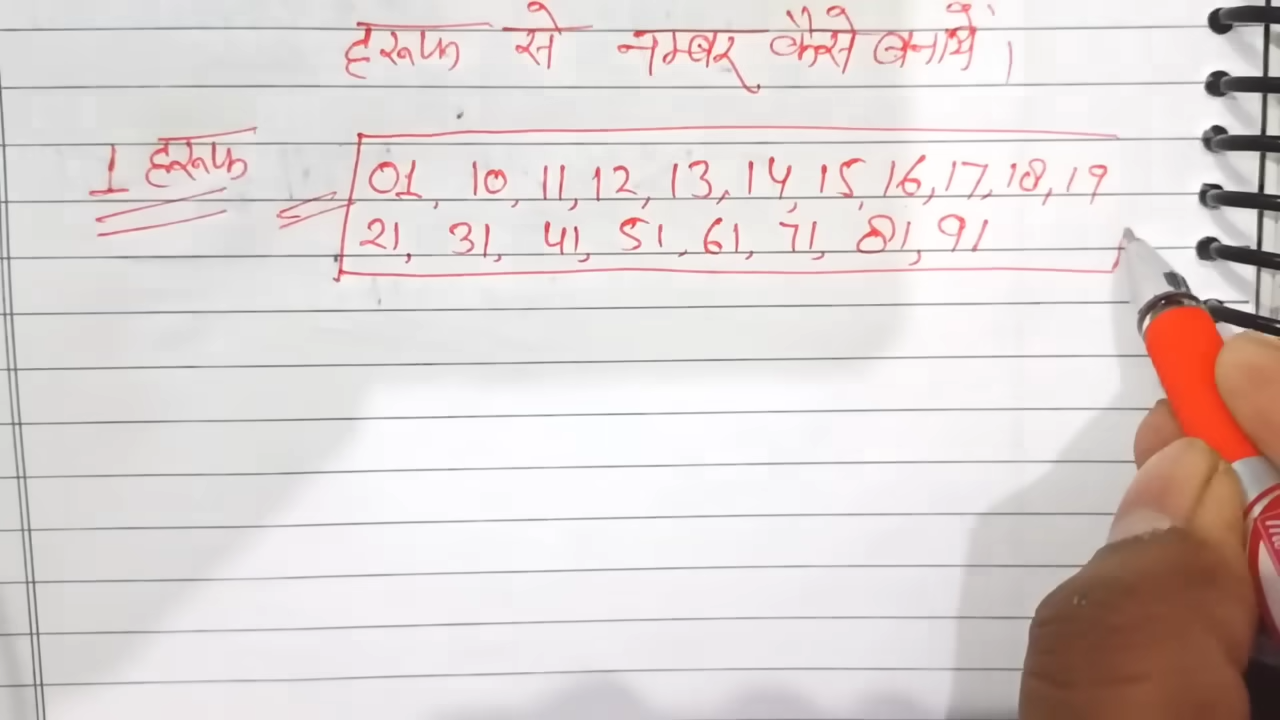 हरूफ से नम्बर कैसे बनाये।
1 हरूफ
01, 10, 11, 12, 13, 14, 15, 16, 17, 18, 19
21, 31, 41, 51, 61, 71, 81, 91